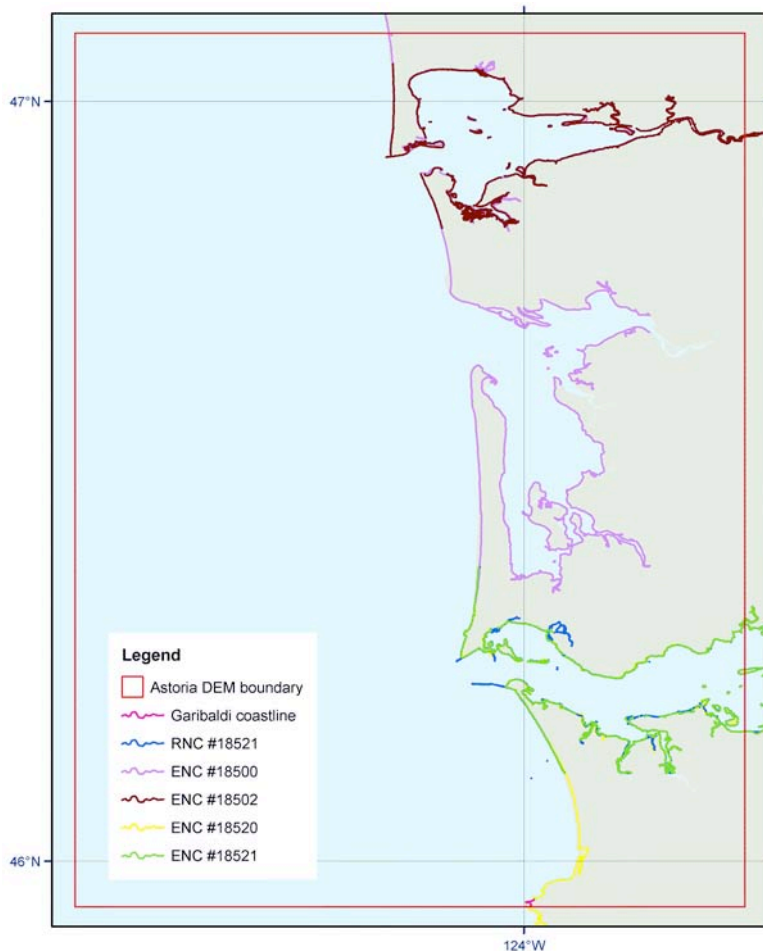 47°N
Legend
Astoria DEM boundary
Garibaldi coastline
RNC #18521
ENC #18500
ENC #18502
ENC #18520
ENC #18521
46°N
124°W